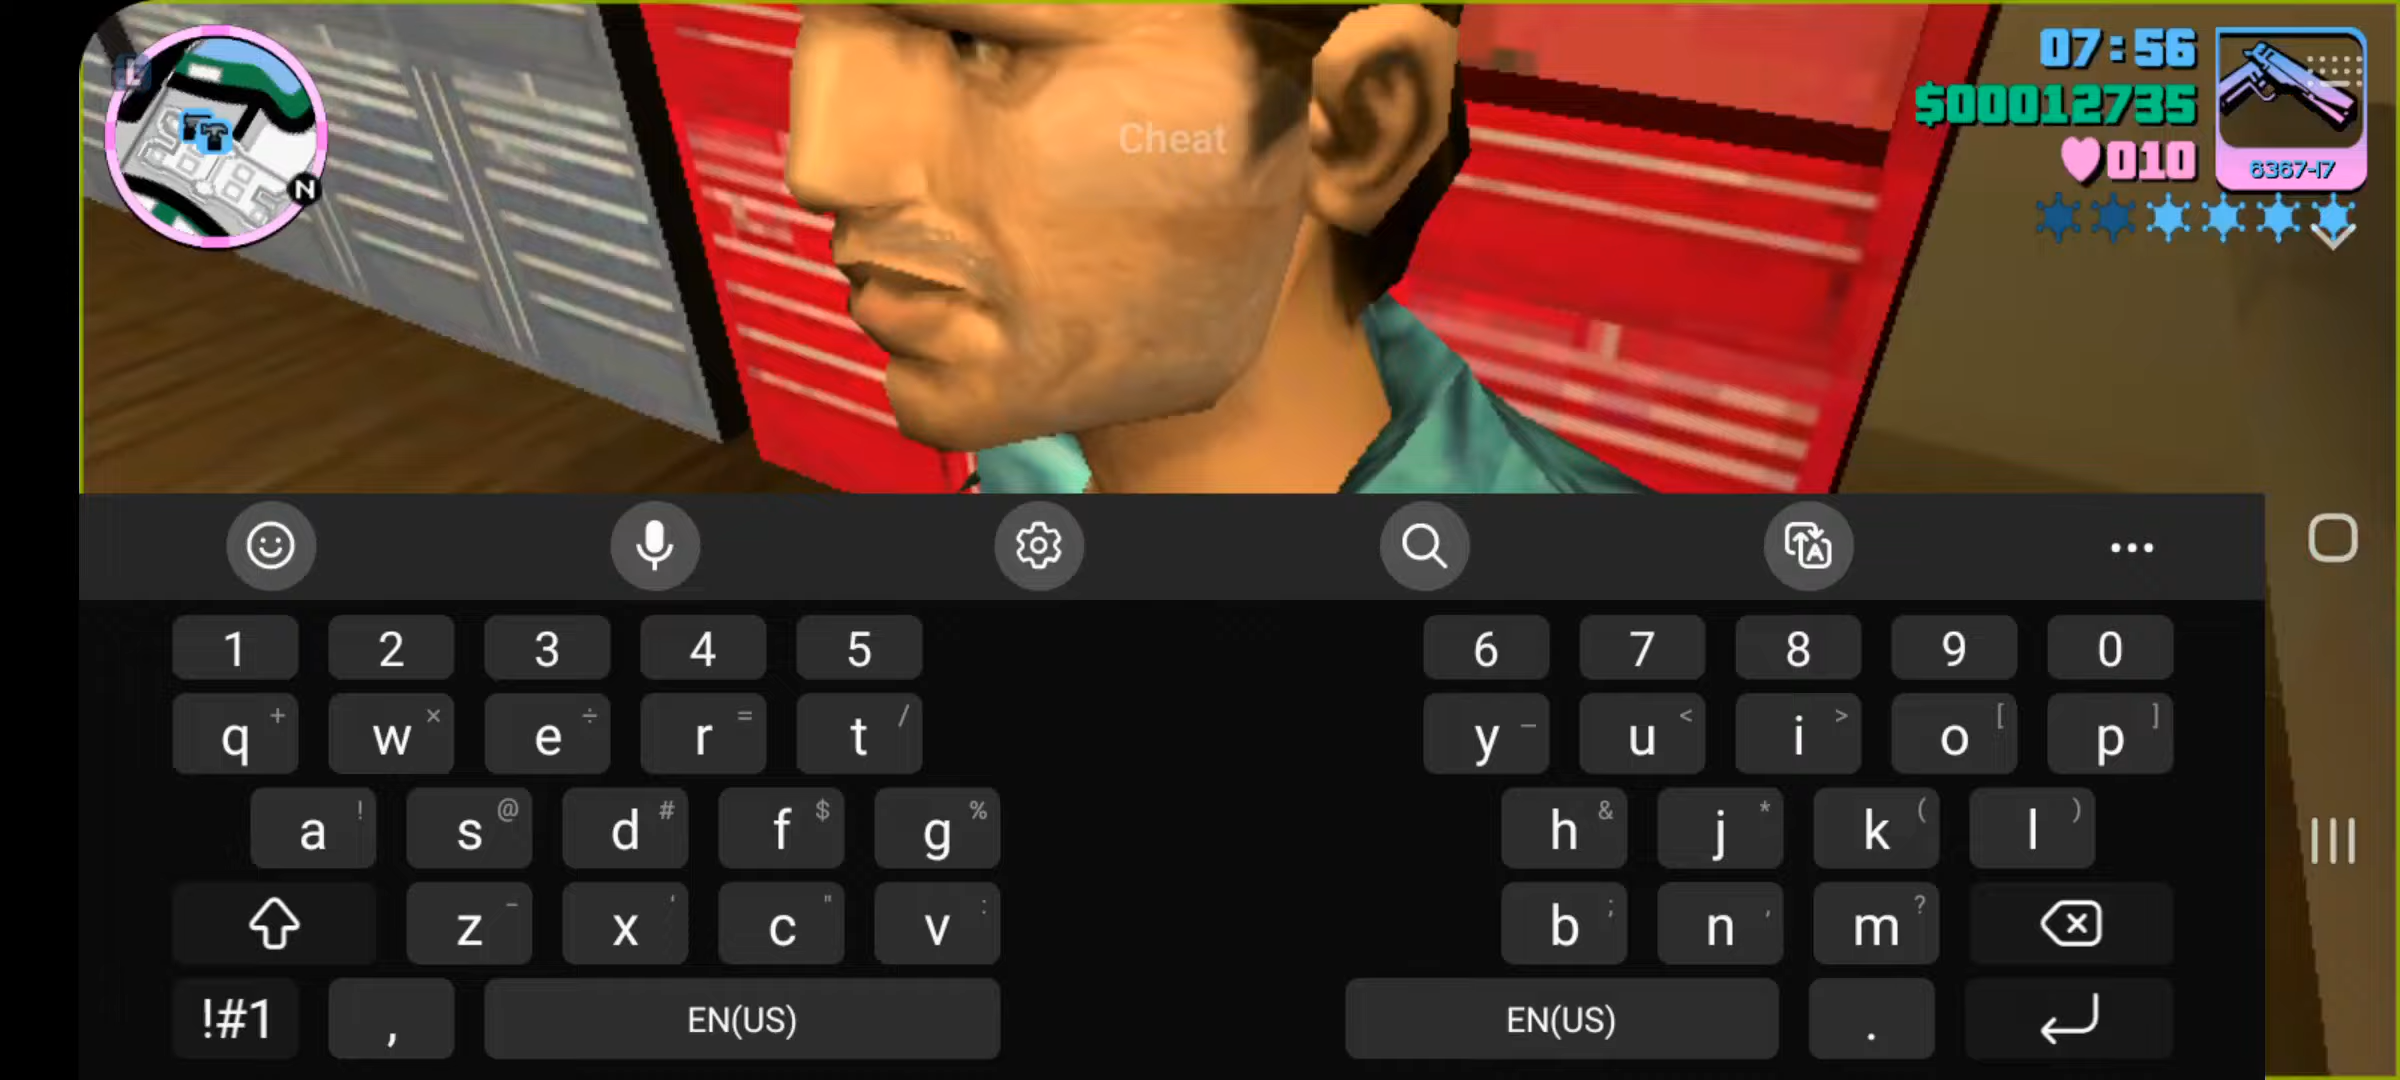 L
N
Cheat
07:56
$00012735
010
6367-17
1 2 3 4 5 6 7 8 9 0
q + w × e ÷ r = t / y _ u < i > o [ p ]
a ! s @ d # f $ g % h & j * k ( l )
z - x ' c " v : b ; n , m ?
!#1 , EN(US) EN(US) .